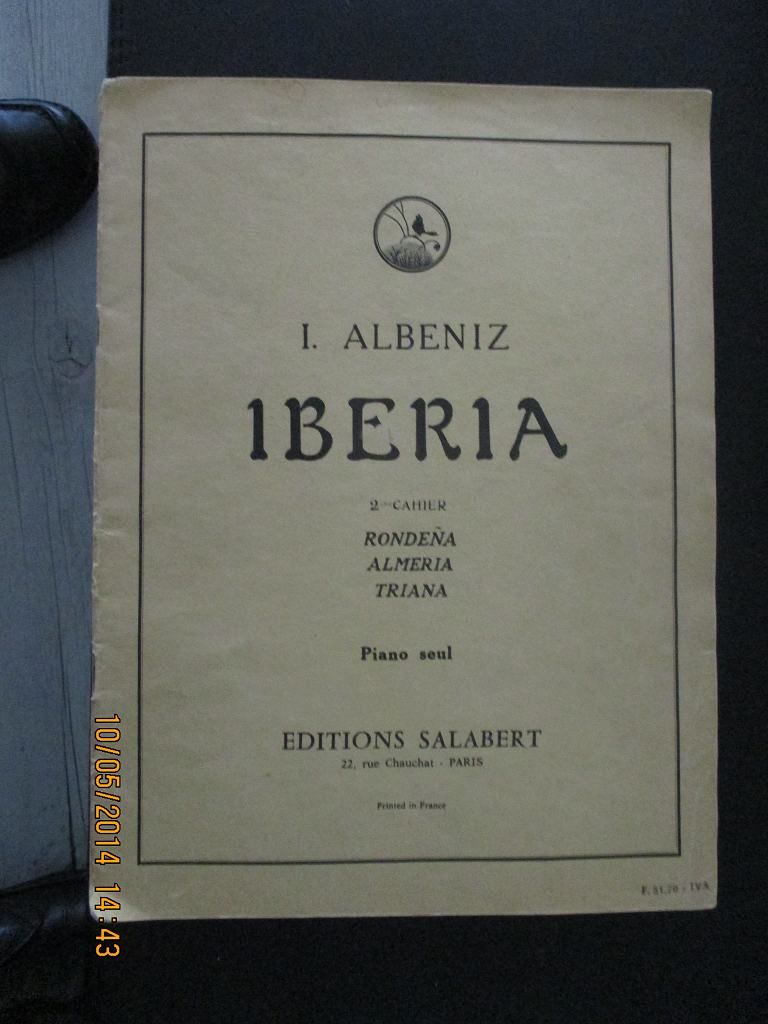 I. ALBENIZ
IBERIA
2me CAHIER
RONDEÑA
ALMERIA
TRIANA
Piano seul
EDITIONS SALABERT
22, rue Chauchat - PARIS
Printed in France
TVA
10/05/2014 14:43